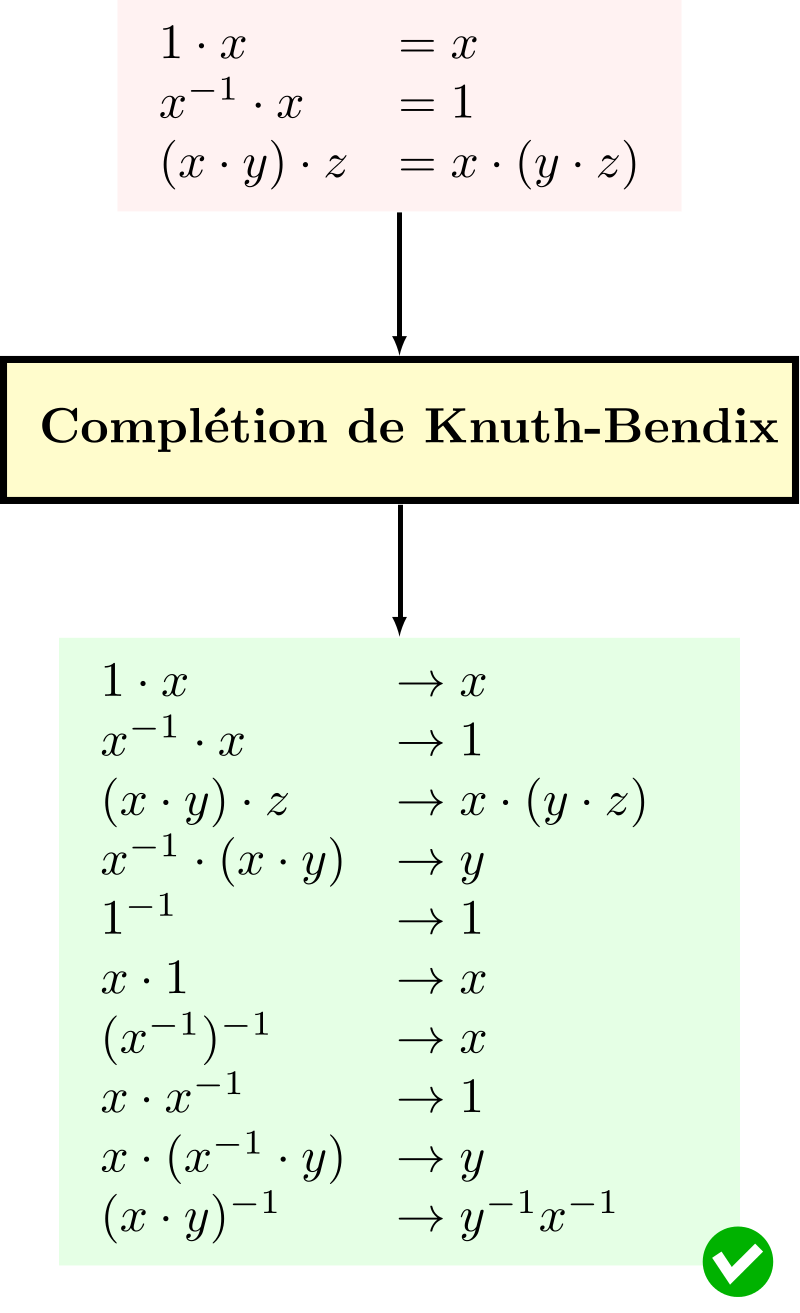 1 · x = x
x⁻¹ · x = 1
(x · y) · z = x · (y · z)
Complétion de Knuth-Bendix
1 · x → x
x⁻¹ · x → 1
(x · y) · z → x · (y · z)
x⁻¹ · (x · y) → y
1⁻¹ → 1
x · 1 → x
(x⁻¹)⁻¹ → x
x · x⁻¹ → 1
x · (x⁻¹ · y) → y
(x · y)⁻¹ → y⁻¹x⁻¹